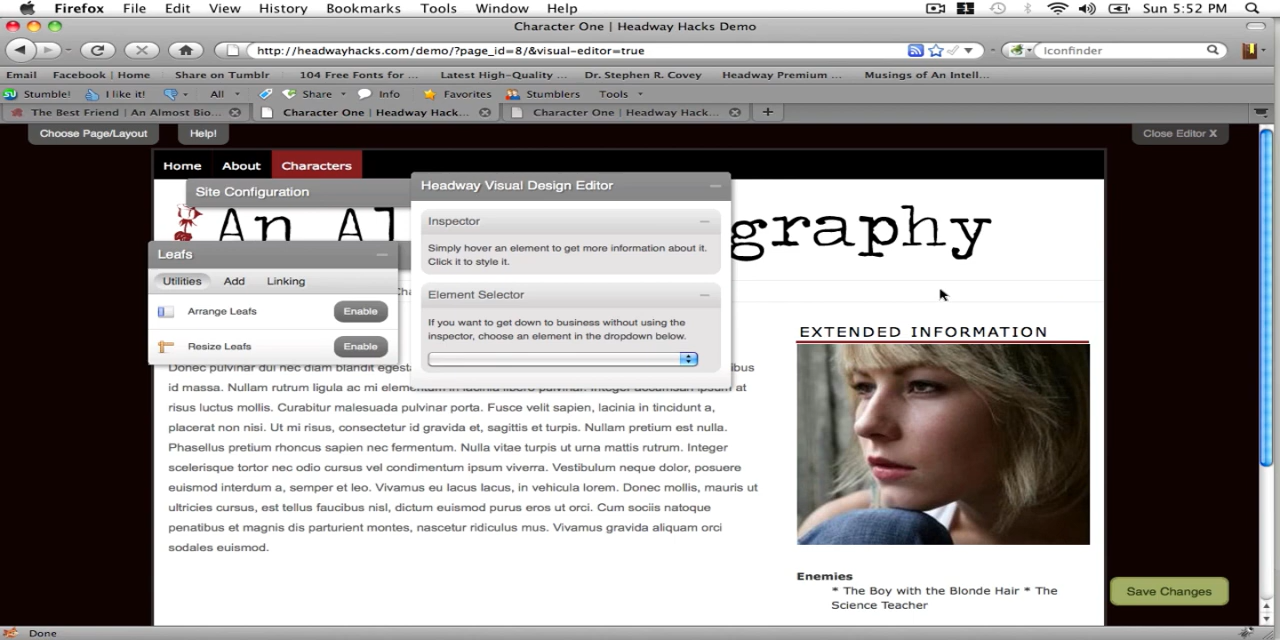 Firefox File Edit View History Bookmarks Tools Window Help Sun 5:52 PM
Character One | Headway Hacks Demo
http://headwayhacks.com/demo/?page_id=8/&visual-editor=true Iconfinder
Email Facebook | Home Share on Tumblr 104 Free Fonts for ... Latest High-Quality ... Dr. Stephen R. Covey Headway Premium ... Musings of An Intell...
Stumble! I like it! All Share Info Favorites Stumblers Tools
The Best Friend | An Almost Bio... Character One | Headway Hack... Character One | Headway Hack...
Choose Page/Layout Help! Close Editor X
Home About Characters
Site Configuration
Headway Visual Design Editor
An Al graphy
Inspector
Simply hover an element to get more information about it.
Click it to style it.
Leafs
Utilities Add Linking
Arrange Leafs Enable
Resize Leafs Enable
Element Selector
If you want to get down to business without using the
inspector, choose an element in the dropdown below.
EXTENDED INFORMATION
Donec pulvinar dui nec diam blandit egest ibus
id massa. Nullam rutrum ligula ac mi elementum in lacinia libero pulvinar. Integer accumsan ipsum at
risus luctus mollis. Curabitur malesuada pulvinar porta. Fusce velit sapien, lacinia in tincidunt a,
placerat non nisi. Ut mi risus, consectetur id gravida et, sagittis et turpis. Nullam pretium est nulla.
Phasellus pretium rhoncus sapien nec fermentum. Nulla vitae turpis ut urna mattis rutrum. Integer
scelerisque tortor nec odio cursus vel condimentum ipsum viverra. Vestibulum neque dolor, posuere
euismod interdum a, semper et leo. Vivamus eu lacus lacus, in vehicula lorem. Donec mollis, mauris ut
ultricies cursus, est tellus faucibus nisl, dictum euismod purus eros ut orci. Cum sociis natoque
penatibus et magnis dis parturient montes, nascetur ridiculus mus. Vivamus gravida aliquam orci
sodales euismod.
Enemies
* The Boy with the Blonde Hair * The
Science Teacher
Save Changes
Done